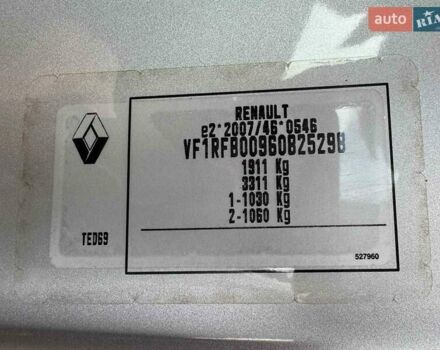 auto RIA
RENAULT
e2*2007/46*0546
VF1RFB00960825298
1911 Kg
3311 Kg
1-1030 Kg
2-1060 Kg
TED69
527960